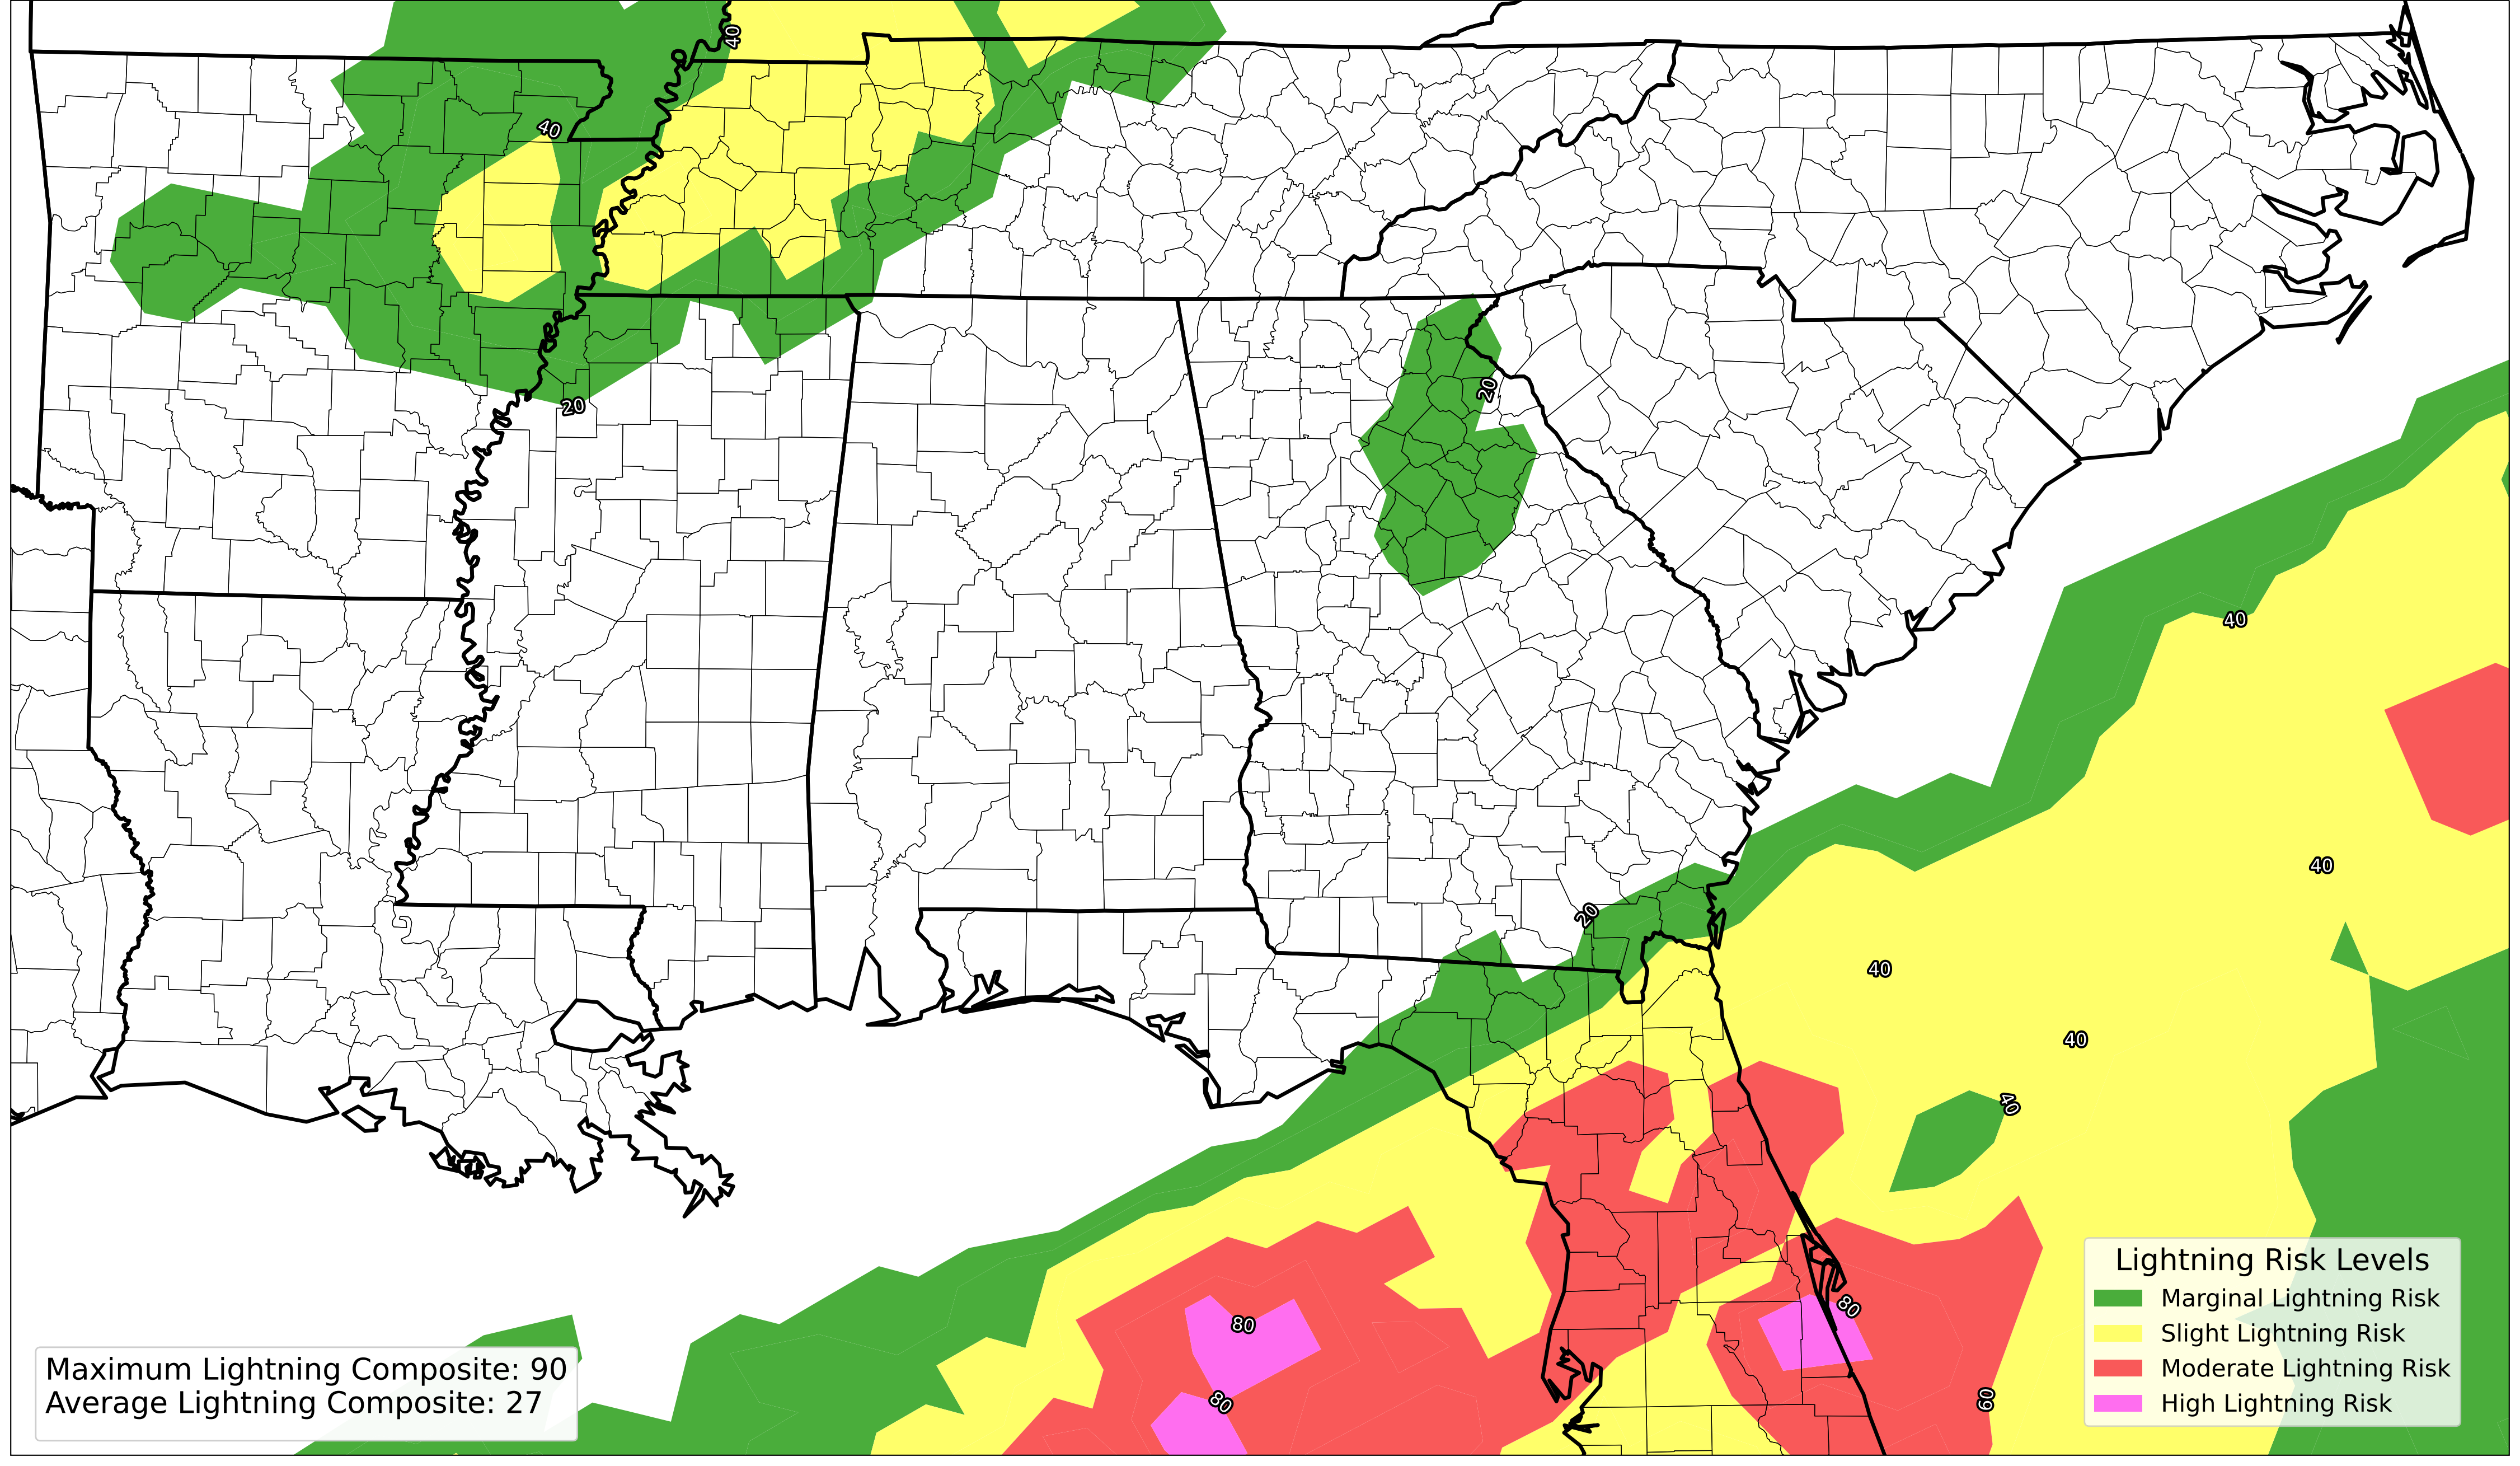 40
40
20
20
40
40
20
40
40
40
80
80
80
60
Lightning Risk Levels
Marginal Lightning Risk
Slight Lightning Risk
Moderate Lightning Risk
High Lightning Risk
Maximum Lightning Composite: 90
Average Lightning Composite: 27